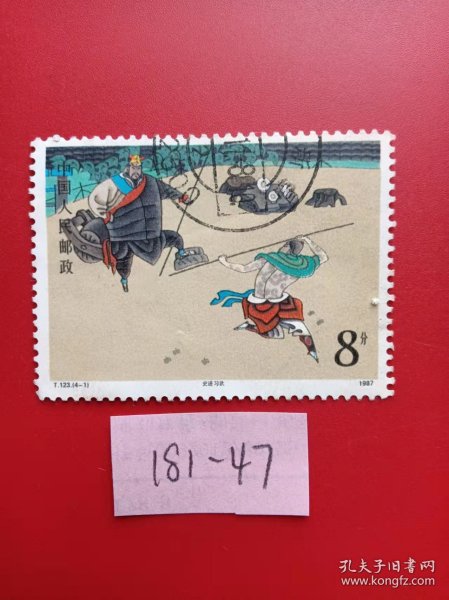 中国人民邮政
8分
T.123.(4-1)
史进习武
1987
181-47
孔夫子旧书网
www.kongfz.com